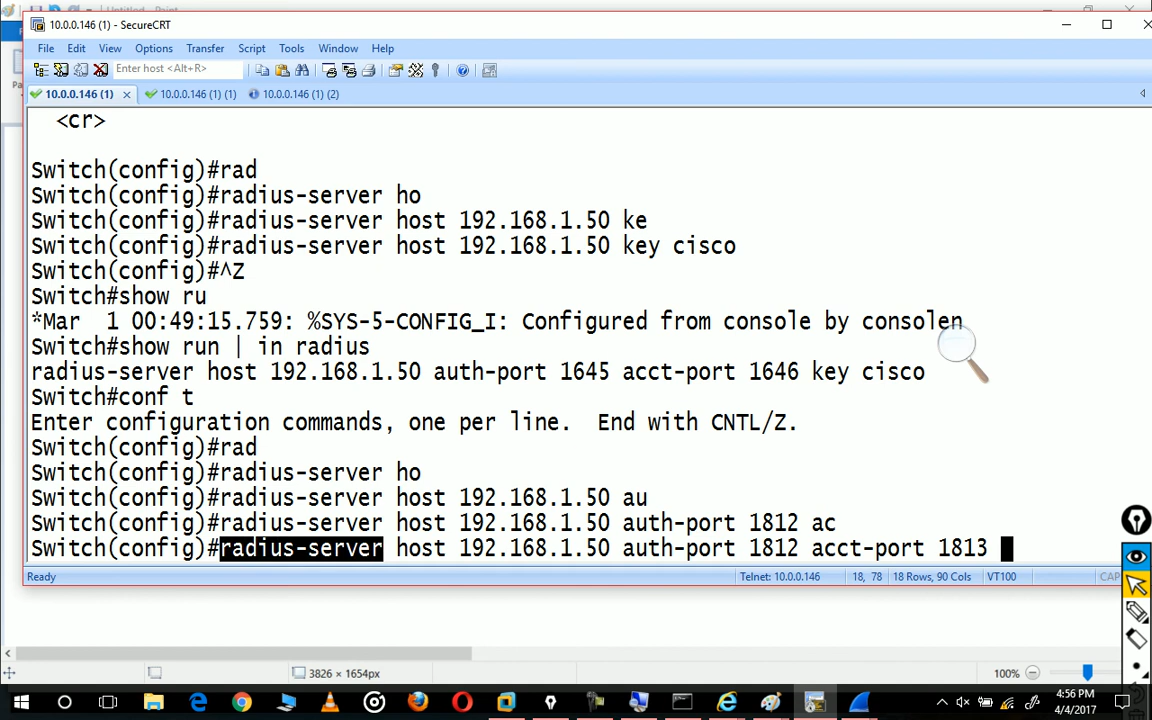 Untitled - Paint
10.0.0.146 (1) - SecureCRT
File Edit View Options Transfer Script Tools Window Help
Enter host <Alt+R>
10.0.0.146 (1) 10.0.0.146 (1) (1) 10.0.0.146 (1) (2)
<cr>
Switch(config)#rad
Switch(config)#radius-server ho
Switch(config)#radius-server host 192.168.1.50 ke
Switch(config)#radius-server host 192.168.1.50 key cisco
Switch(config)#^Z
Switch#show ru
*Mar  1 00:49:15.759: %SYS-5-CONFIG_I: Configured from console by consolen
Switch#show run | in radius
radius-server host 192.168.1.50 auth-port 1645 acct-port 1646 key cisco
Switch#conf t
Enter configuration commands, one per line.  End with CNTL/Z.
Switch(config)#rad
Switch(config)#radius-server ho
Switch(config)#radius-server host 192.168.1.50 au
Switch(config)#radius-server host 192.168.1.50 auth-port 1812 ac
Switch(config)#radius-server host 192.168.1.50 auth-port 1812 acct-port 1813
Ready Telnet: 10.0.0.146 18, 78 18 Rows, 90 Cols VT100 CAP
3826 × 1654px 100%
4:56 PM
4/4/2017